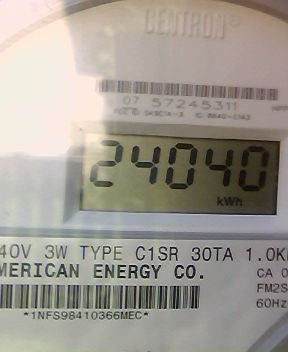 CENTRON®
07 57245311
24040
kWh
40V 3W TYPE C1SR 30TA 1.0K
MERICAN ENERGY CO.
CA 0
FM2S
60Hz
*1NFS98410366MEC*